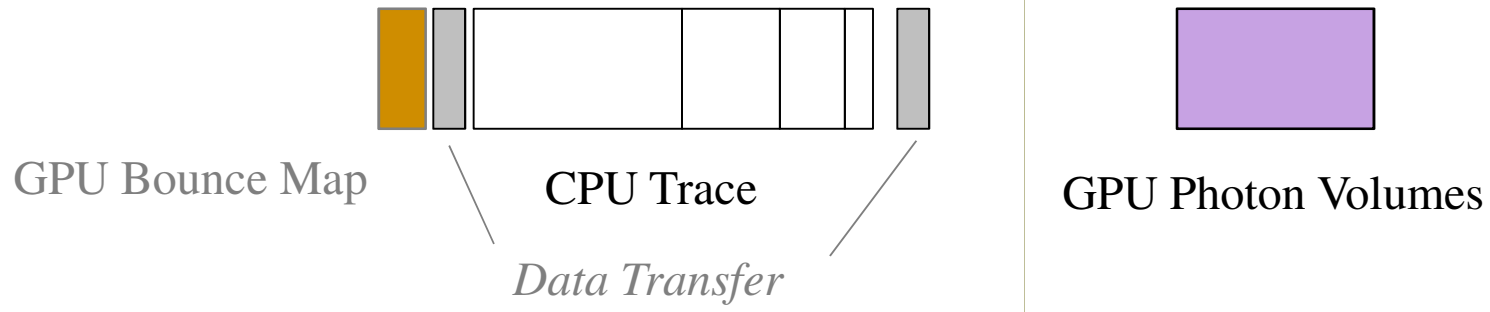 GPU Bounce Map
CPU Trace
GPU Photon Volumes
Data Transfer